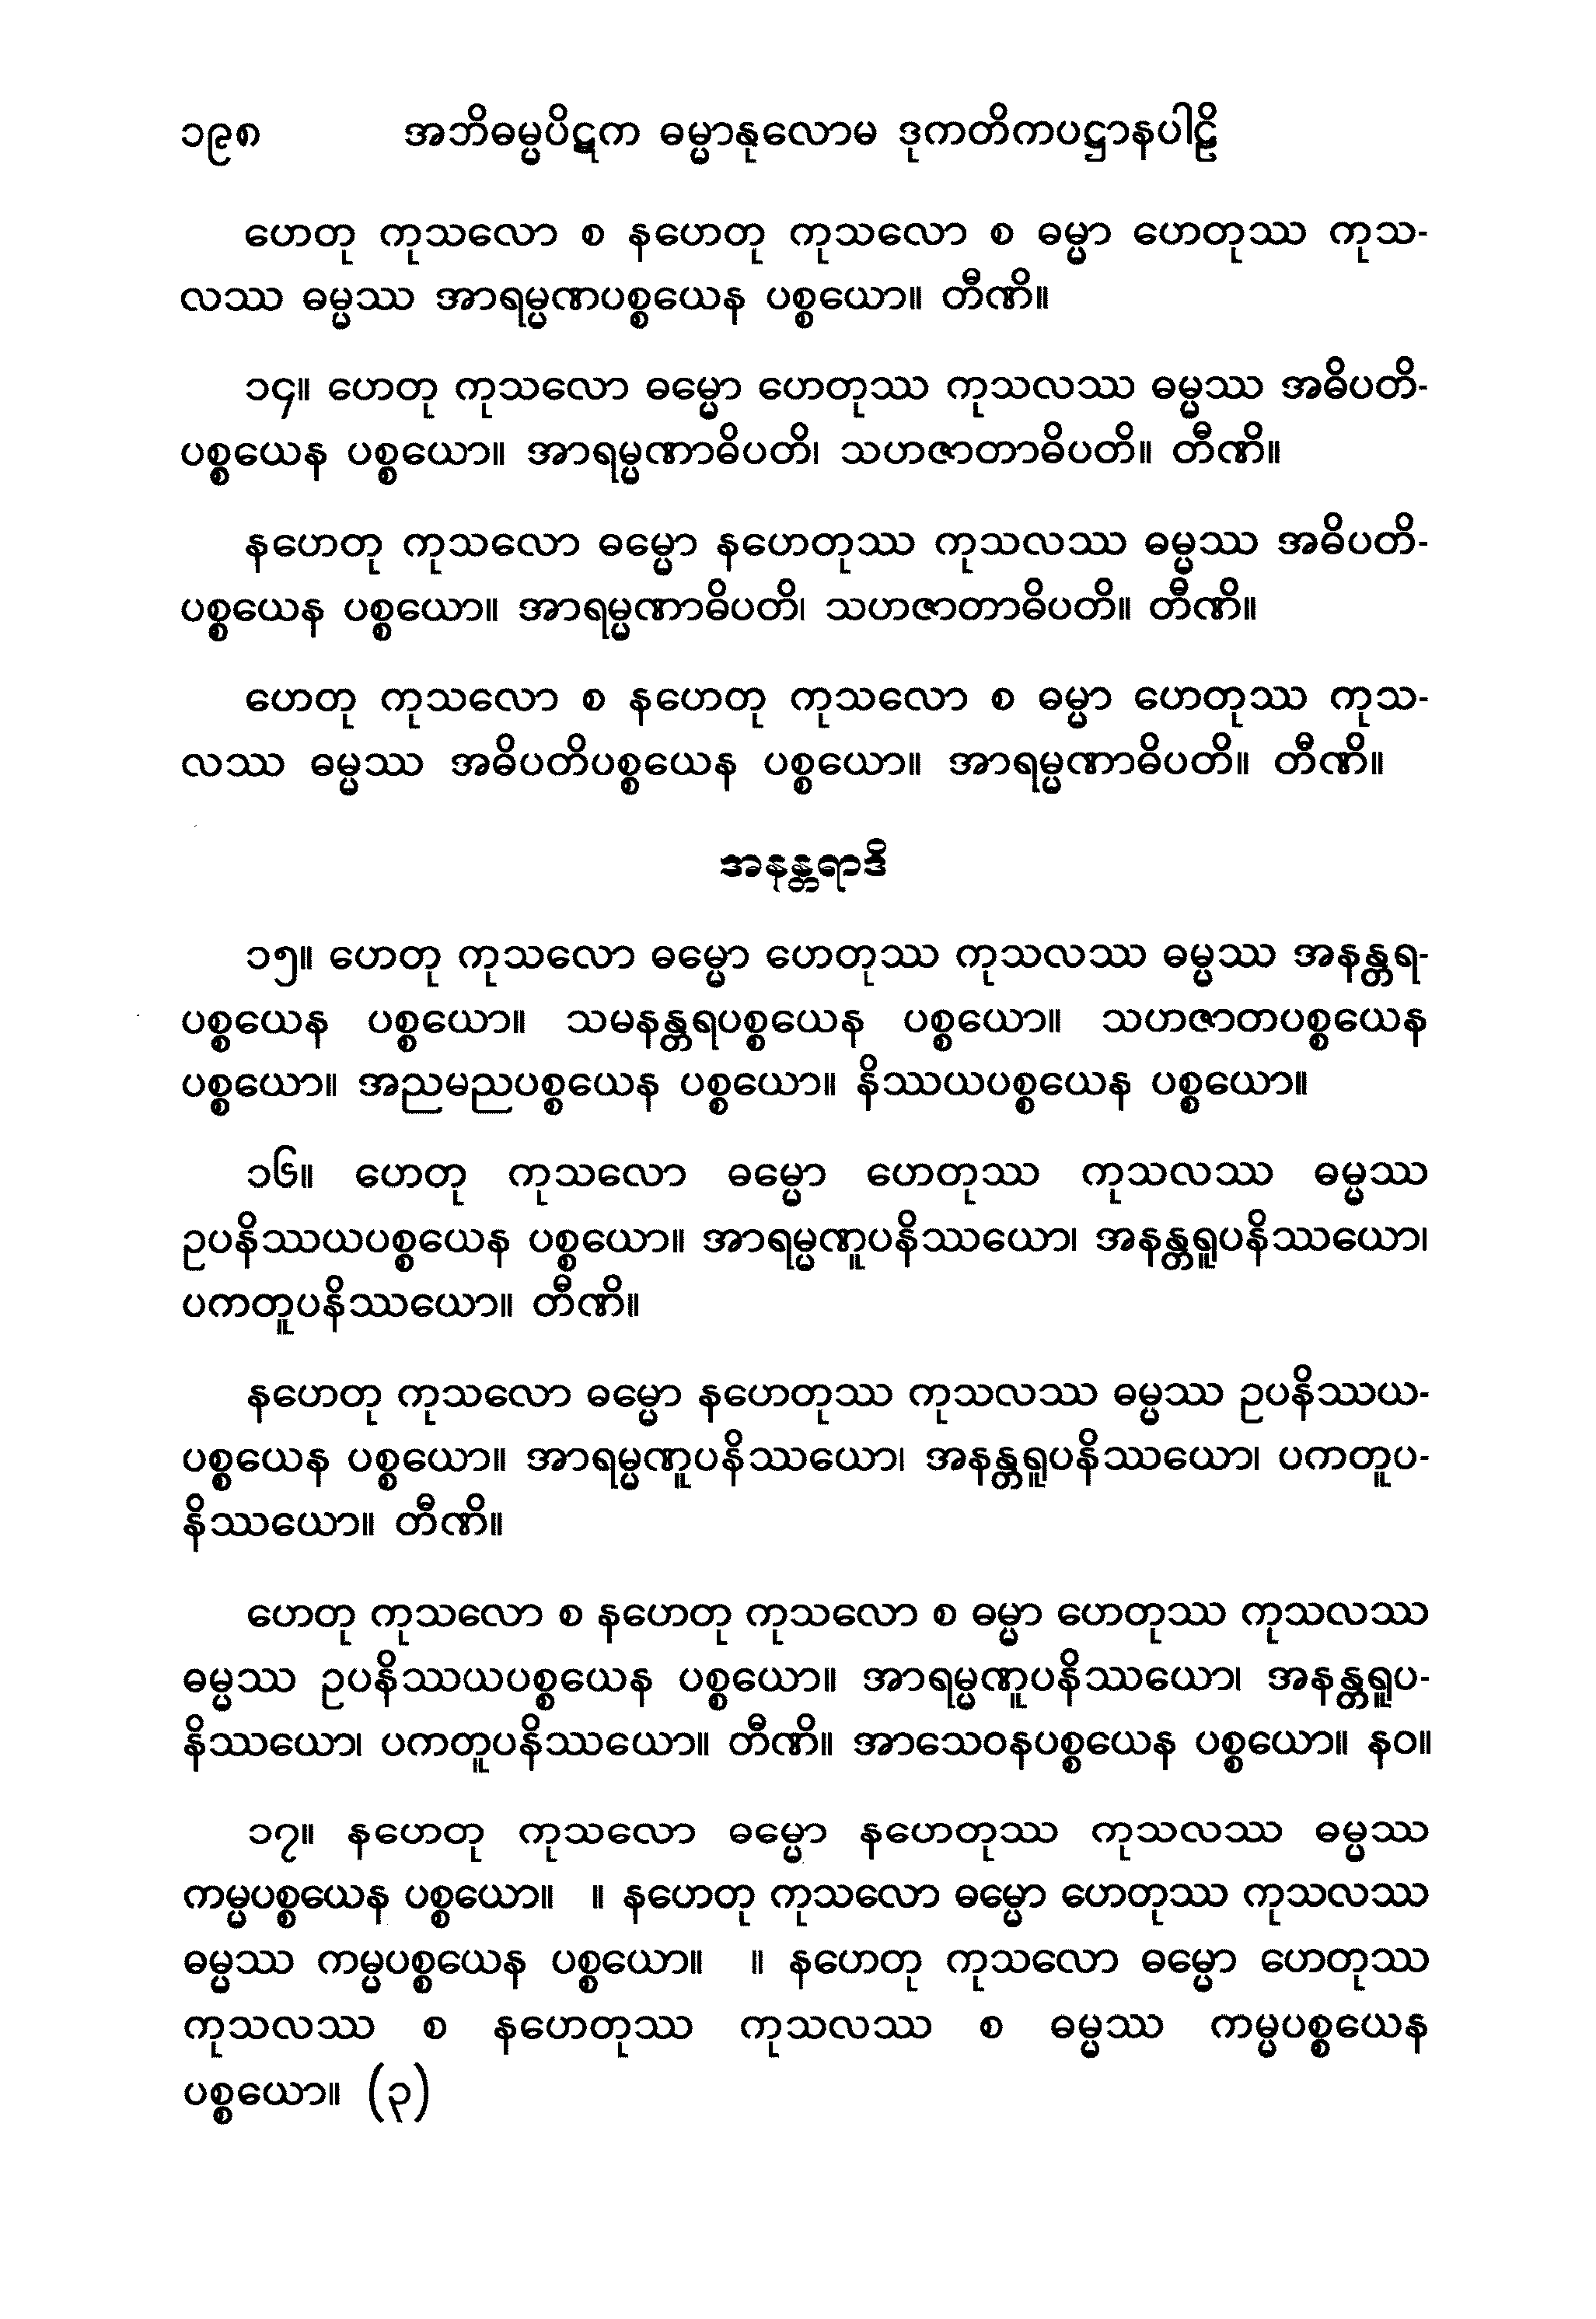 ၁၉၈ အဘိဓမ္မပိဋက ဓမ္မာနုလောမ ဒုကတိကပဋ္ဌာနပါဠိ
ဟေတု ကုသလော စ နဟေတု ကုသလော စ ဓမ္မာ ဟေတုဿ ကုသ-
လဿ ဓမ္မဿ အာရမ္မဏပစ္စယေန ပစ္စယော။ တီဏိ။
၁၄။ ဟေတု ကုသလော ဓမ္မော ဟေတုဿ ကုသလဿ ဓမ္မဿ အဓိပတိ-
ပစ္စယေန ပစ္စယော။ အာရမ္မဏာဓိပတိ၊ သဟဇာတာဓိပတိ။ တီဏိ။
နဟေတု ကုသလော ဓမ္မော နဟေတုဿ ကုသလဿ ဓမ္မဿ အဓိပတိ-
ပစ္စယေန ပစ္စယော။ အာရမ္မဏာဓိပတိ၊ သဟဇာတာဓိပတိ။ တီဏိ။
ဟေတု ကုသလော စ နဟေတု ကုသလော စ ဓမ္မာ ဟေတုဿ ကုသ-
လဿ ဓမ္မဿ အဓိပတိပစ္စယေန ပစ္စယော။ အာရမ္မဏာဓိပတိ။ တီဏိ။
အနန္တရာဒိ
၁၅။ ဟေတု ကုသလော ဓမ္မော ဟေတုဿ ကုသလဿ ဓမ္မဿ အနန္တရ-
ပစ္စယေန ပစ္စယော။ သမနန္တရပစ္စယေန ပစ္စယော။ သဟဇာတပစ္စယေန
ပစ္စယော။ အညမညပစ္စယေန ပစ္စယော။ နိဿယပစ္စယေန ပစ္စယော။
၁၆။ ဟေတု ကုသလော ဓမ္မော ဟေတုဿ ကုသလဿ ဓမ္မဿ
ဥပနိဿယပစ္စယေန ပစ္စယော။ အာရမ္မဏူပနိဿယော၊ အနန္တရူပနိဿယော၊
ပကတူပနိဿယော။ တီဏိ။
နဟေတု ကုသလော ဓမ္မော နဟေတုဿ ကုသလဿ ဓမ္မဿ ဥပနိဿယ-
ပစ္စယေန ပစ္စယော။ အာရမ္မဏူပနိဿယော၊ အနန္တရူပနိဿယော၊ ပကတူပ-
နိဿယော။ တီဏိ။
ဟေတု ကုသလော စ နဟေတု ကုသလော စ ဓမ္မာ ဟေတုဿ ကုသလဿ
ဓမ္မဿ ဥပနိဿယပစ္စယေန ပစ္စယော။ အာရမ္မဏူပနိဿယော၊ အနန္တရူပ-
နိဿယော၊ ပကတူပနိဿယော။ တီဏိ။ အာသေဝနပစ္စယေန ပစ္စယော။ နဝ။
၁၇။ နဟေတု ကုသလော ဓမ္မော နဟေတုဿ ကုသလဿ ဓမ္မဿ
ကမ္မပစ္စယေန ပစ္စယော။ ။ နဟေတု ကုသလော ဓမ္မော ဟေတုဿ ကုသလဿ
ဓမ္မဿ ကမ္မပစ္စယေန ပစ္စယော။ ။ နဟေတု ကုသလော ဓမ္မော ဟေတုဿ
ကုသလဿ စ နဟေတုဿ ကုသလဿ စ ဓမ္မဿ ကမ္မပစ္စယေန
ပစ္စယော။ (၃)